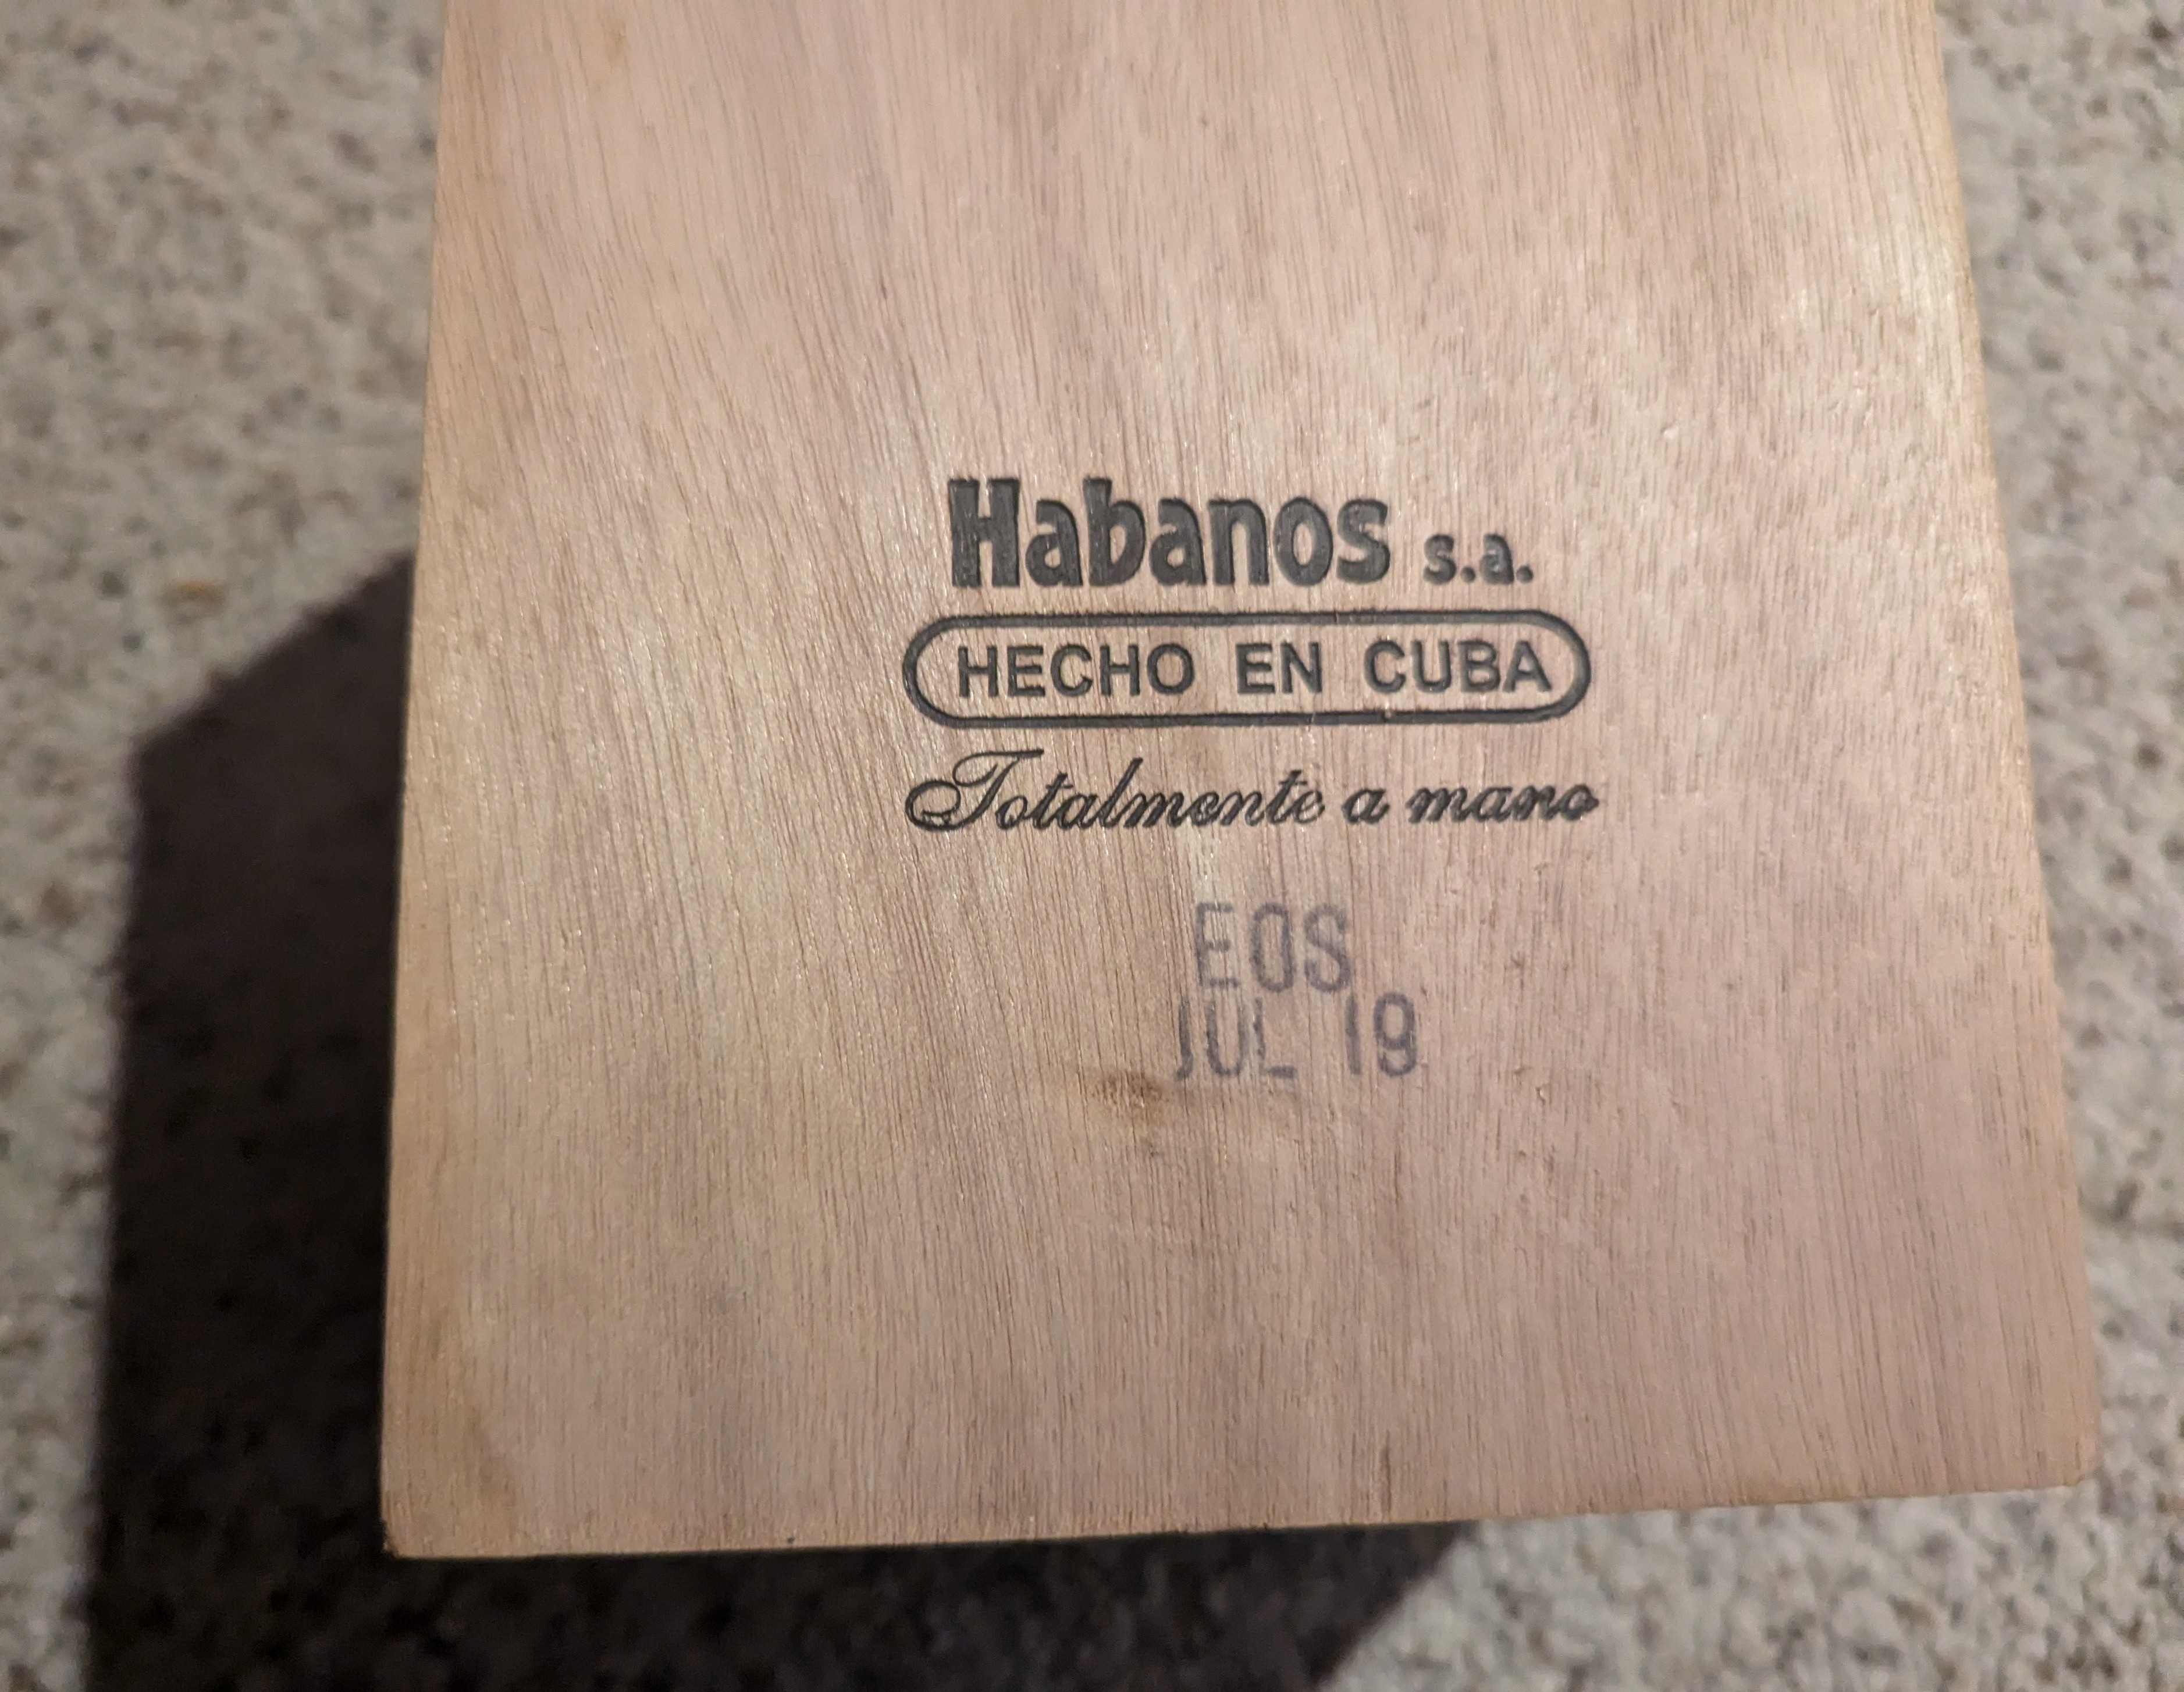 Habanos s.a.
HECHO EN CUBA
Totalmente a mano
EOS
JUL 19